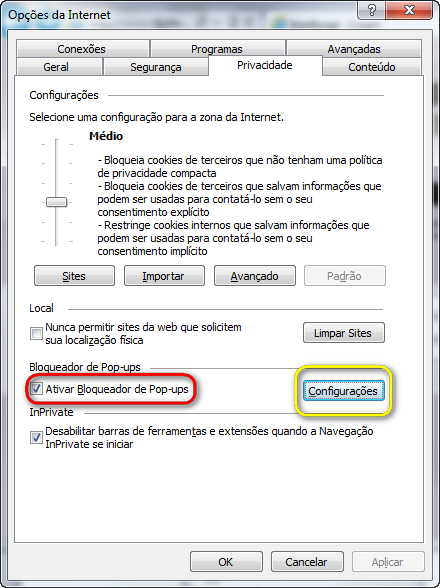 Opções da Internet
Conexões Programas Avançadas
Geral Segurança Privacidade Conteúdo
Configurações
Selecione uma configuração para a zona da Internet.
Médio
- Bloqueia cookies de terceiros que não tenham uma política
de privacidade compacta
- Bloqueia cookies de terceiros que salvam informações que
podem ser usadas para contatá-lo sem o seu
consentimento explícito
- Restringe cookies internos que salvam informações que
podem ser usadas para contatá-lo sem o seu
consentimento implícito
Sites Importar Avançado Padrão
Local
Nunca permitir sites da web que solicitem
sua localização física
Limpar Sites
Bloqueador de Pop-ups
Ativar Bloqueador de Pop-ups
Configurações
InPrivate
Desabilitar barras de ferramentas e extensões quando a Navegação
InPrivate se iniciar
OK Cancelar Aplicar